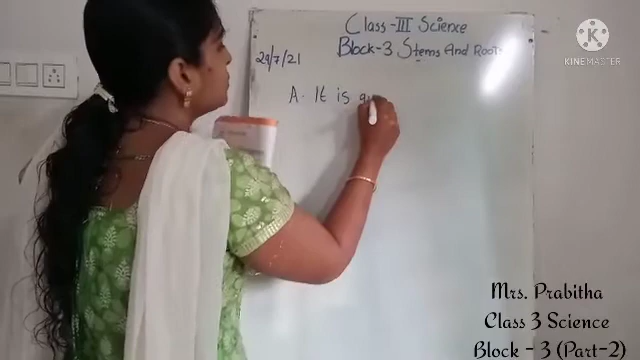 Class-III Science
Block-3 Stems And Roots
29/7/21
A. It is
K
KINEMASTER
Mrs. Prabitha
Class 3 Science
Block - 3 (Part-2)